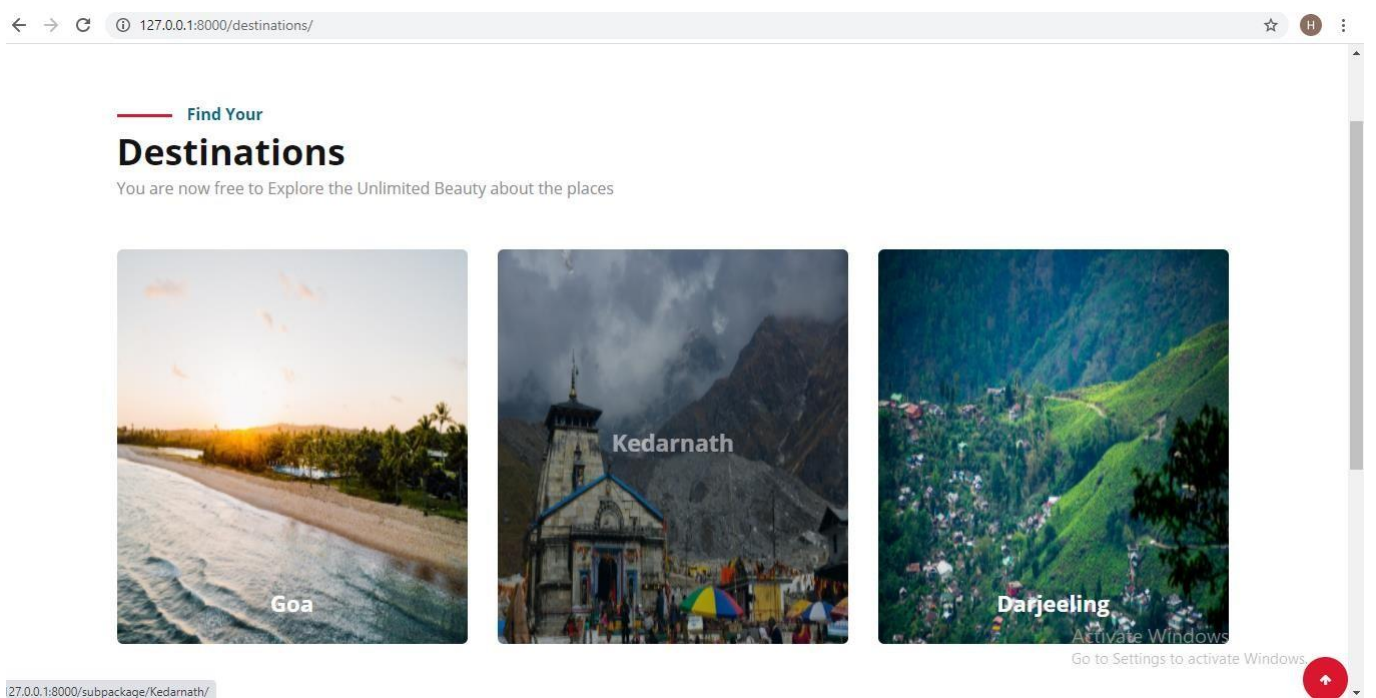 127.0.0.1:8000/destinations/
H
Find Your
Destinations
You are now free to Explore the Unlimited Beauty about the places
Kedarnath
Goa
Darjeeling
Activate Windows
Go to Settings to activate Windows.
27.0.0.1:8000/subpackage/Kedarnath/